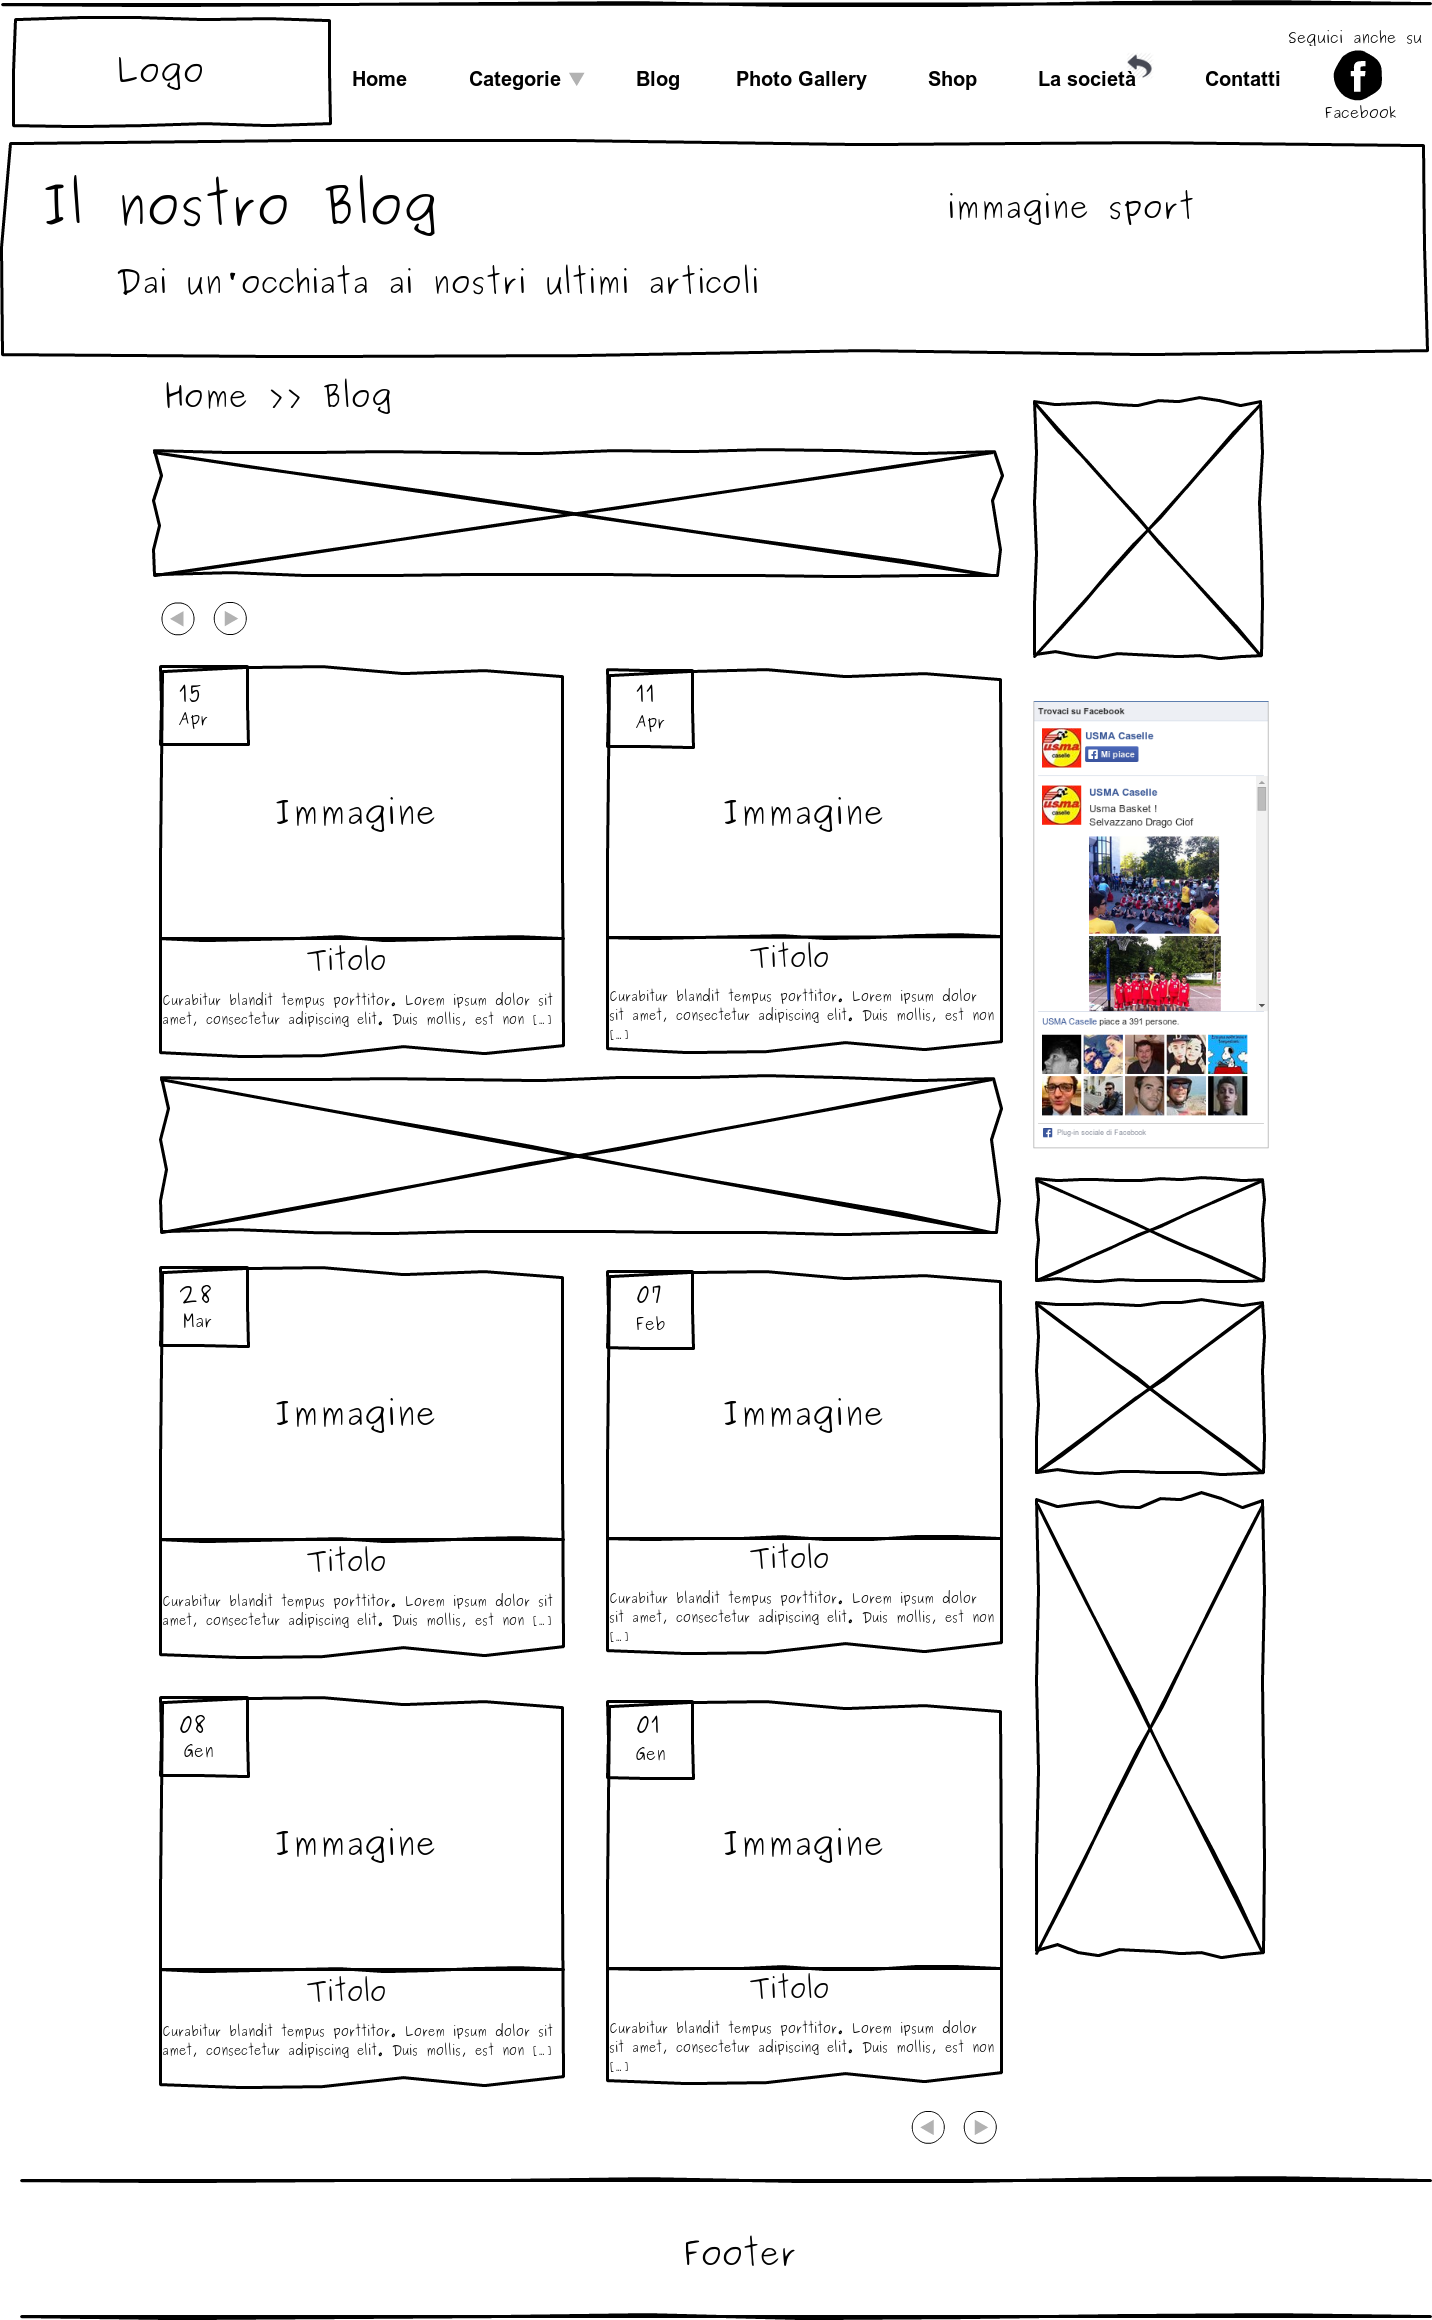 Logo
Home
Categorie
Blog
Photo Gallery
Shop
La società
Contatti
Seguici anche su
Facebook
Il nostro Blog
immagine sport
Dai un'occhiata ai nostri ultimi articoli
Home >> Blog
15
Apr
Immagine
Titolo
Curabitur blandit tempus porttitor. Lorem ipsum dolor sit
amet, consectetur adipiscing elit. Duis mollis, est non [...]
11
Apr
Immagine
Titolo
Curabitur blandit tempus porttitor. Lorem ipsum dolor
sit amet, consectetur adipiscing elit. Duis mollis, est non
[...]
Trovaci su Facebook
usma
caselle
USMA Caselle
Mi piace
usma
caselle
USMA Caselle
Usma Basket !
Selvazzano Drago Ciof
USMA Caselle piace a 391 persone.
Plug-in sociale di Facebook
28
Mar
Immagine
Titolo
Curabitur blandit tempus porttitor. Lorem ipsum dolor sit
amet, consectetur adipiscing elit. Duis mollis, est non [...]
07
Feb
Immagine
Titolo
Curabitur blandit tempus porttitor. Lorem ipsum dolor
sit amet, consectetur adipiscing elit. Duis mollis, est non
[...]
08
Gen
Immagine
Titolo
Curabitur blandit tempus porttitor. Lorem ipsum dolor sit
amet, consectetur adipiscing elit. Duis mollis, est non [...]
01
Gen
Immagine
Titolo
Curabitur blandit tempus porttitor. Lorem ipsum dolor
sit amet, consectetur adipiscing elit. Duis mollis, est non
[...]
Footer